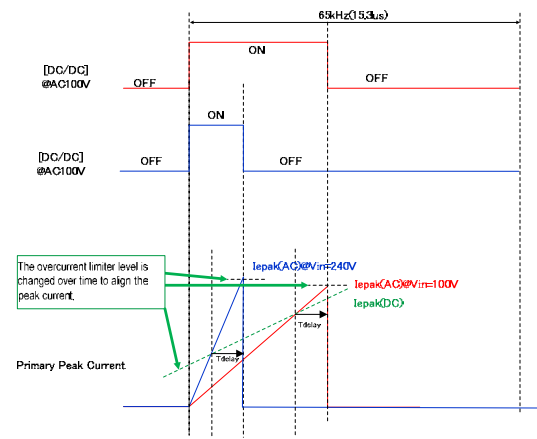 65kHz(15.3us)
ON
[DC/DC]
@AC100V
OFF
OFF
ON
[DC/DC]
@AC100V
OFF
OFF
The overcurrent limiter level is
changed over time to align the
peak current.
Iepak(AC)@Vin=240V
Iepak(AC)@Vin=100V
Iepak(DC)
Tdelay
Tdelay
Primary Peak Current